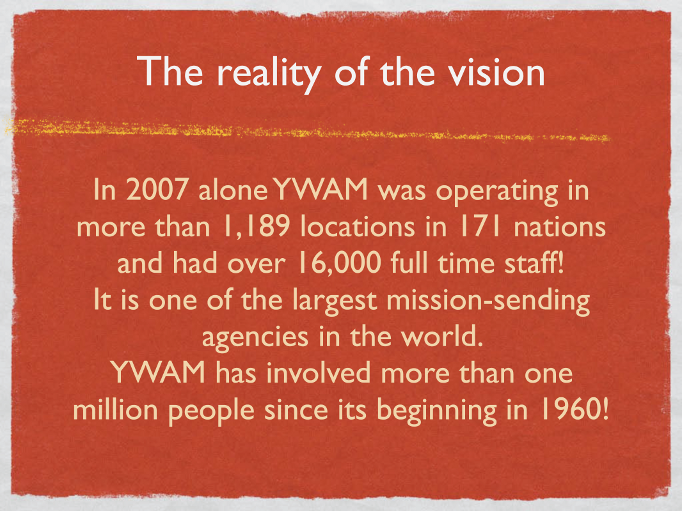 The reality of the vision
In 2007 alone YWAM was operating in
more than 1,189 locations in 171 nations
and had over 16,000 full time staff!
It is one of the largest mission-sending
agencies in the world.
YWAM has involved more than one
million people since its beginning in 1960!